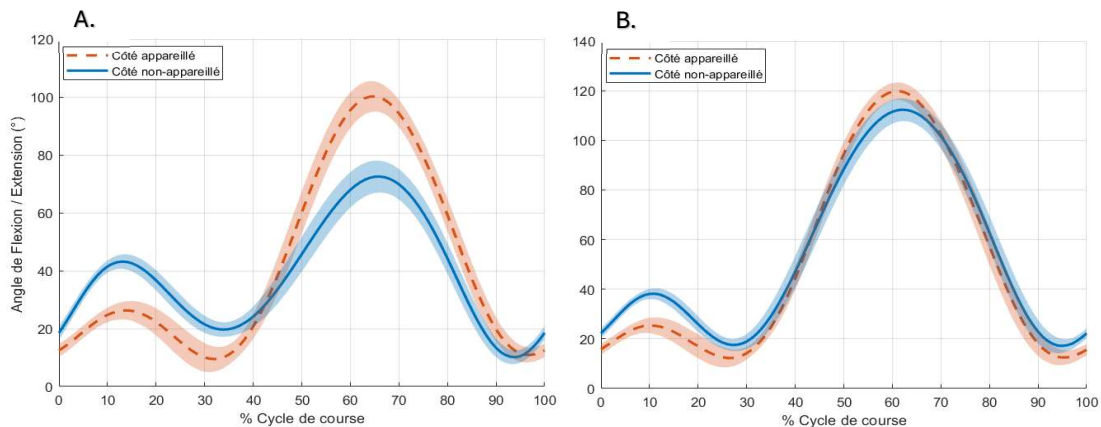 A.
Côté appareillé
Côté non-appareillé
Angle de Flexion / Extension (°)
120
100
80
60
40
20
0
0 10 20 30 40 50 60 70 80 90 100
% Cycle de course
B.
Côté appareillé
Côté non-appareillé
140
120
100
80
60
40
20
0
0 10 20 30 40 50 60 70 80 90 100
% Cycle de course